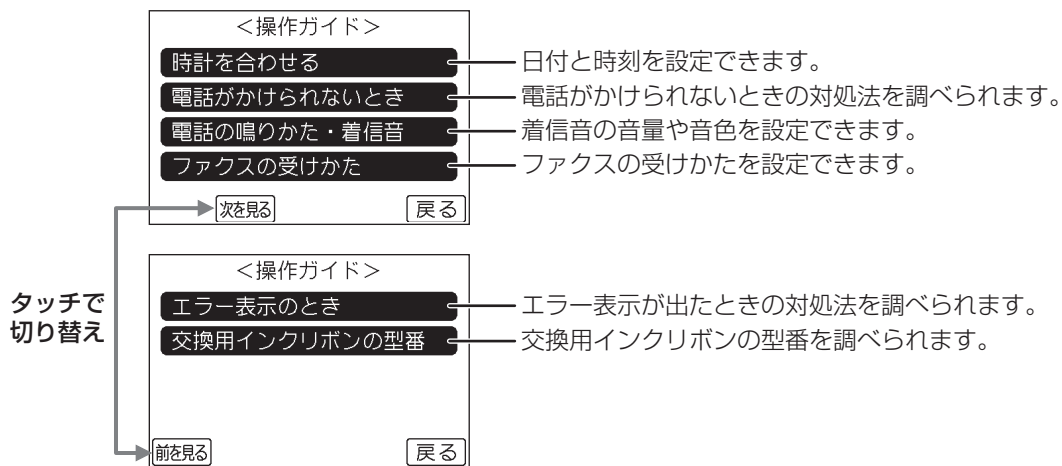 <操作ガイド>
時計を合わせる 日付と時刻を設定できます。
電話がかけられないとき 電話がかけられないときの対処法を調べられます。
電話の鳴りかた・着信音 着信音の音量や音色を設定できます。
ファクスの受けかた ファクスの受けかたを設定できます。
次を見る 戻る
タッチで
切り替え
<操作ガイド>
エラー表示のとき エラー表示が出たときの対処法を調べられます。
交換用インクリボンの型番 交換用インクリボンの型番を調べられます。
前を見る 戻る